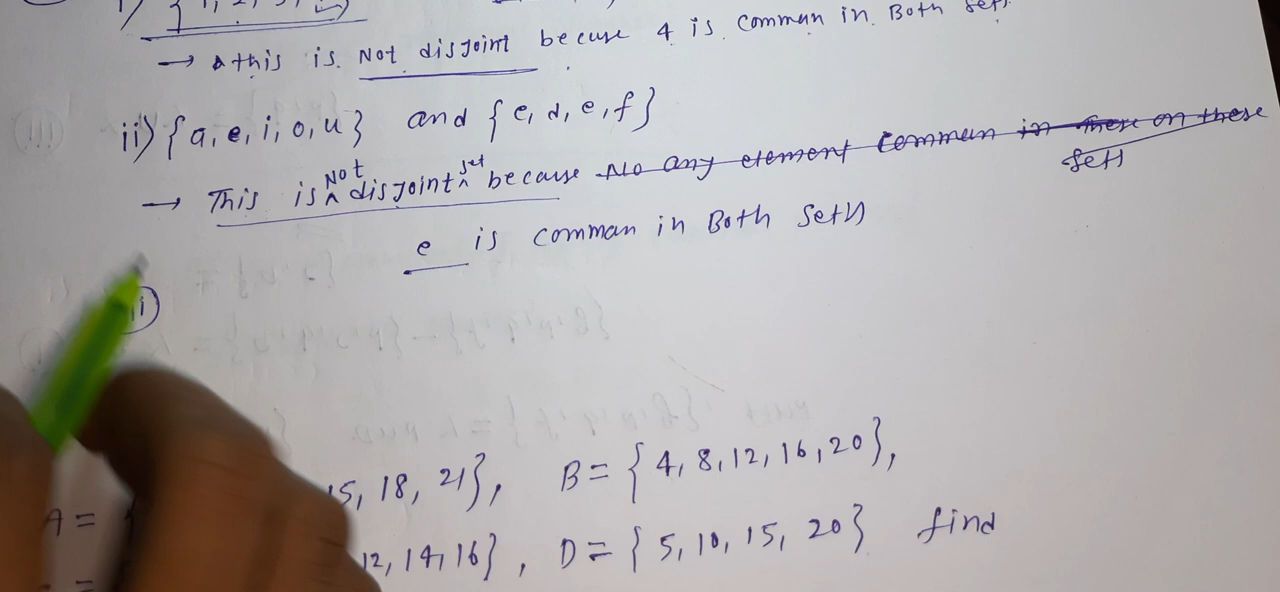 → this is Not disjoint becuse 4 is comman in Both sets
ii) { a, e, i, o, u } and { c, d, e, f }
→ This is Not disjoint set because No any element Comman in these on these sets
e is comman in Both sets
15, 18, 21}, B = { 4, 8, 12, 16, 20 },
A = {
12, 14, 16 }, D = { 5, 10, 15, 20 } find